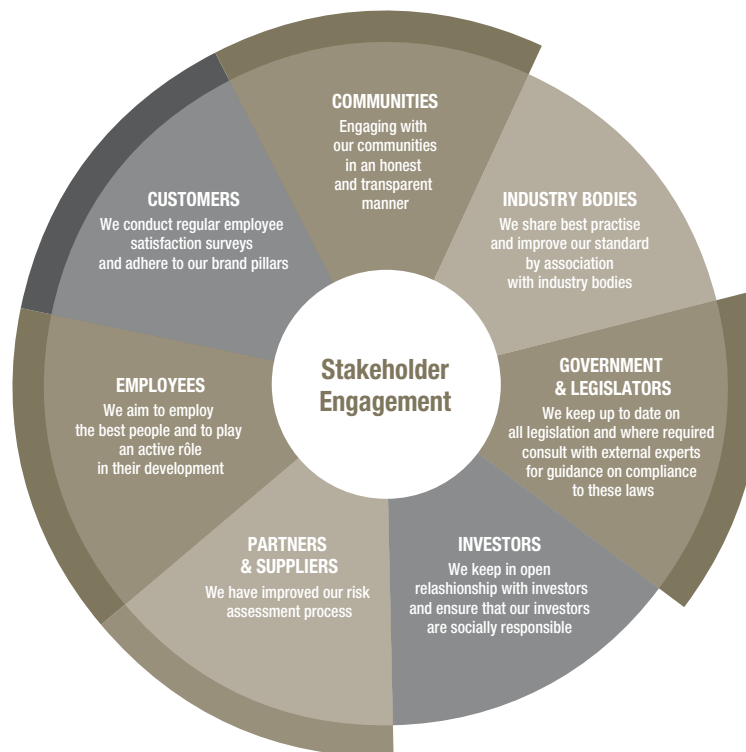 COMMUNITIES
Engaging with
our communities
in an honest
and transparent
manner
INDUSTRY BODIES
We share best practise
and improve our standard
by association
with industry bodies
GOVERNMENT
& LEGISLATORS
We keep up to date on
all legislation and where required
consult with external experts
for guidance on compliance
to these laws
INVESTORS
We keep in open
relashionship with investors
and ensure that our investors
are socially responsible
PARTNERS
& SUPPLIERS
We have improved our risk
assessment process
EMPLOYEES
We aim to employ
the best people and to play
an active rôle
in their development
CUSTOMERS
We conduct regular employee
satisfaction surveys
and adhere to our brand pillars
Stakeholder
Engagement